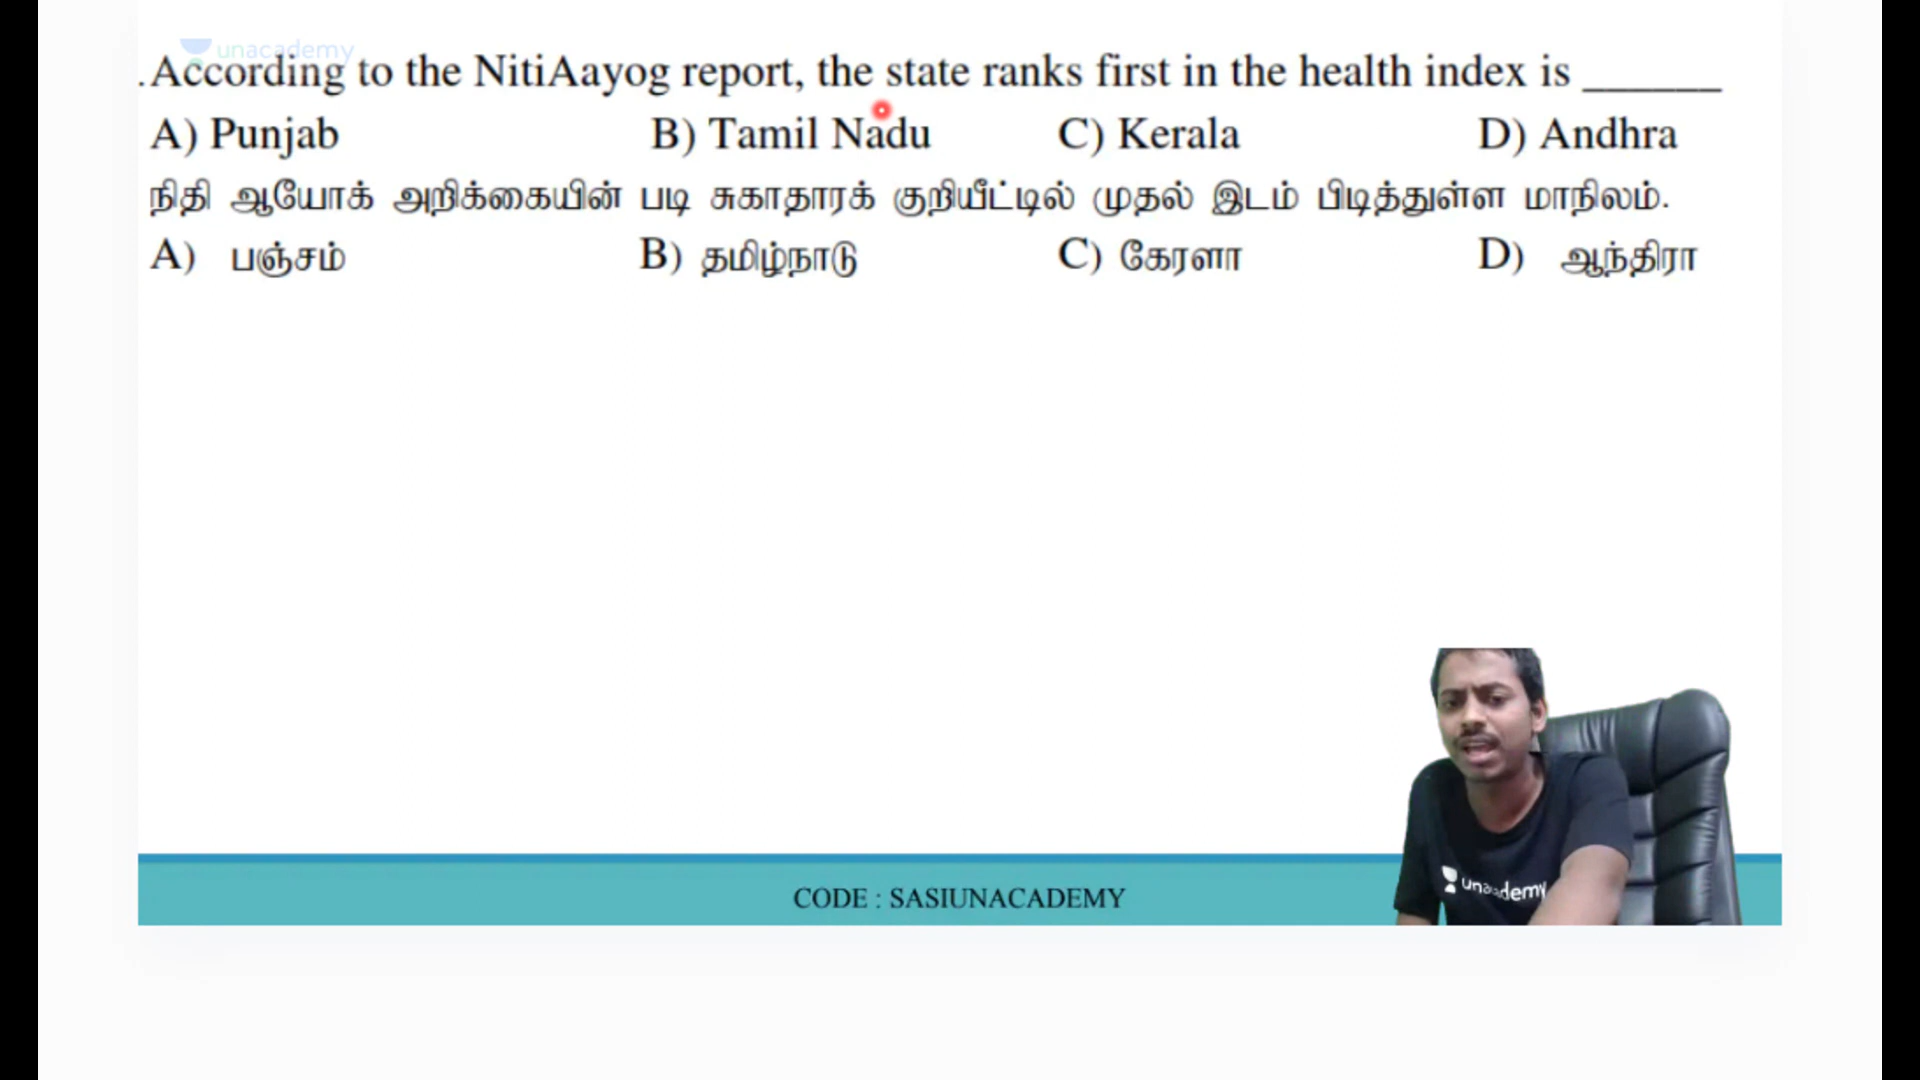 unacademy
.According to the NitiAayog report, the state ranks first in the health index is ______
A) Punjab B) Tamil Nadu C) Kerala D) Andhra
நிதி ஆயோக் அறிக்கையின் படி சுகாதாரக் குறியீட்டில் முதல் இடம் பிடித்துள்ள மாநிலம்.
A) பஞ்சம் B) தமிழ்நாடு C) கேரளா D) ஆந்திரா
unacademy
CODE : SASIUNACADEMY